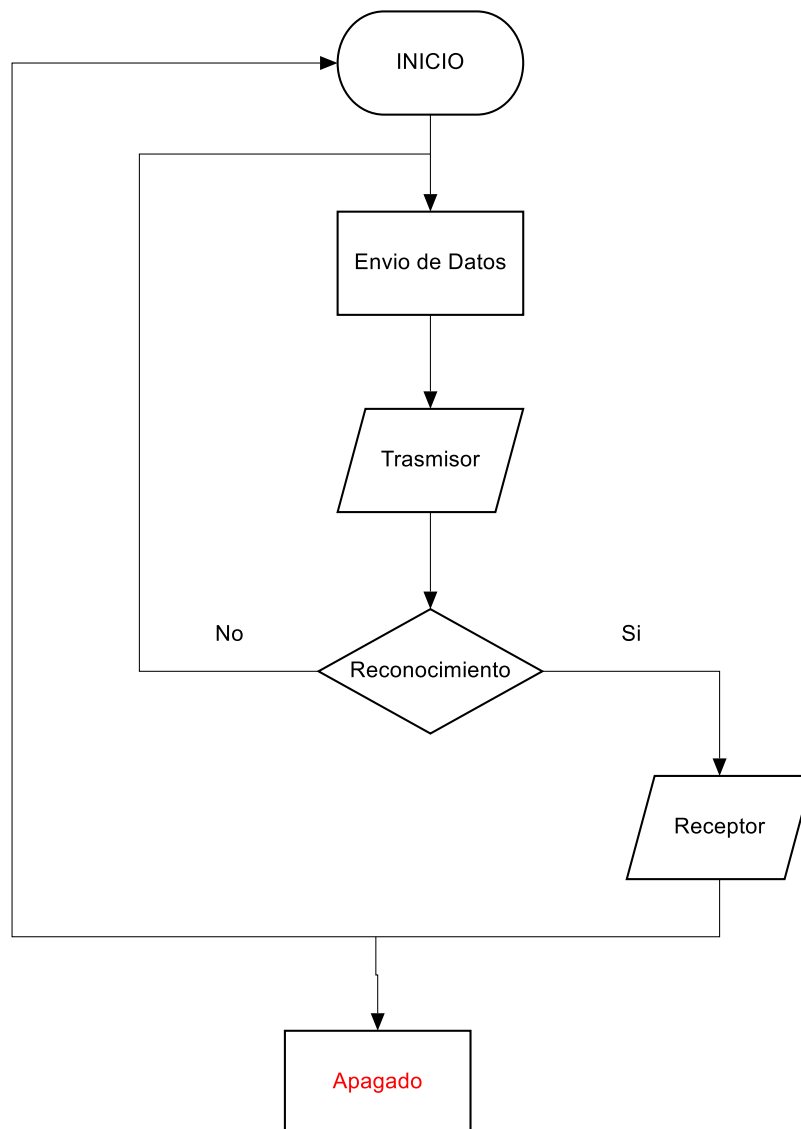 INICIO
Envio de Datos
Trasmisor
No
Si
Reconocimiento
Receptor
Apagado